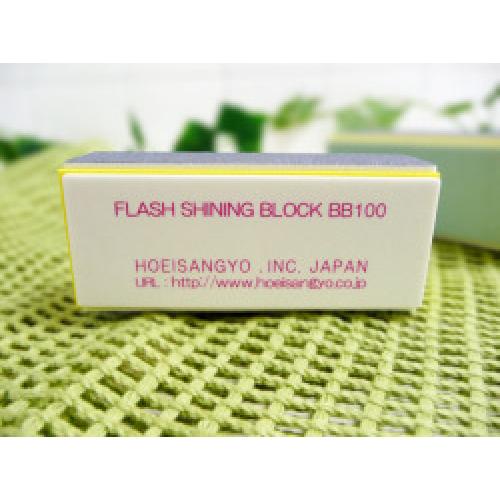 FLASH SHINING BLOCK BB100
HOEISANGYO . INC. JAPAN
URL : http://www.hoeisangyo.co.jp